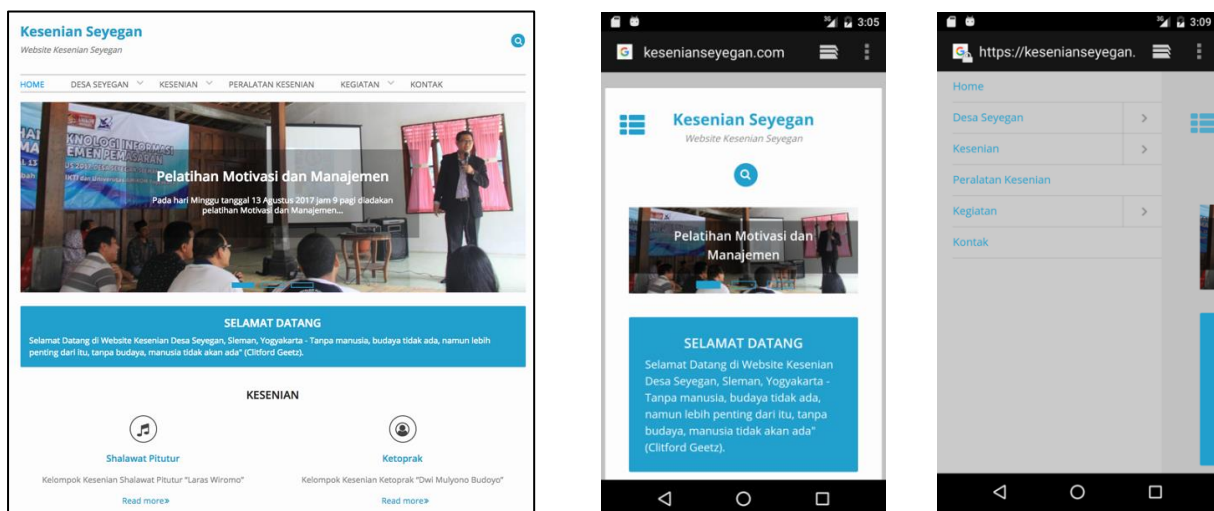 Kesenian Seyegan
Website Kesenian Seyegan
HOME DESA SEYEGAN KESENIAN PERALATAN KESENIAN KEGIATAN KONTAK
Pelatihan Motivasi dan Manajemen
Pada hari Minggu tanggal 13 Agustus 2017 jam 9 pagi diadakan
pelatihan Motivasi dan Manajemen...
SELAMAT DATANG
Selamat Datang di Website Kesenian Desa Seyegan, Sleman, Yogyakarta - Tanpa manusia, budaya tidak ada, namun lebih
penting dari itu, tanpa budaya, manusia tidak akan ada" (Clitford Geetz).
KESENIAN
Shalawat Pitutur
Kelompok Kesenian Shalawat Pitutur "Laras Wiromo"
Read more»
Ketoprak
Kelompok Kesenian Ketoprak "Dwi Mulyono Budoyo"
Read more»
3G 3:05
G kesenianseyegan.com
Kesenian Seyegan
Website Kesenian Seyegan
Pelatihan Motivasi dan
Manajemen
SELAMAT DATANG
Selamat Datang di Website Kesenian
Desa Seyegan, Sleman, Yogyakarta -
Tanpa manusia, budaya tidak ada,
namun lebih penting dari itu, tanpa
budaya, manusia tidak akan ada"
(Clitford Geetz).
3G 3:09
G https://kesenianseyegan.
Home
Desa Seyegan
Kesenian
Peralatan Kesenian
Kegiatan
Kontak